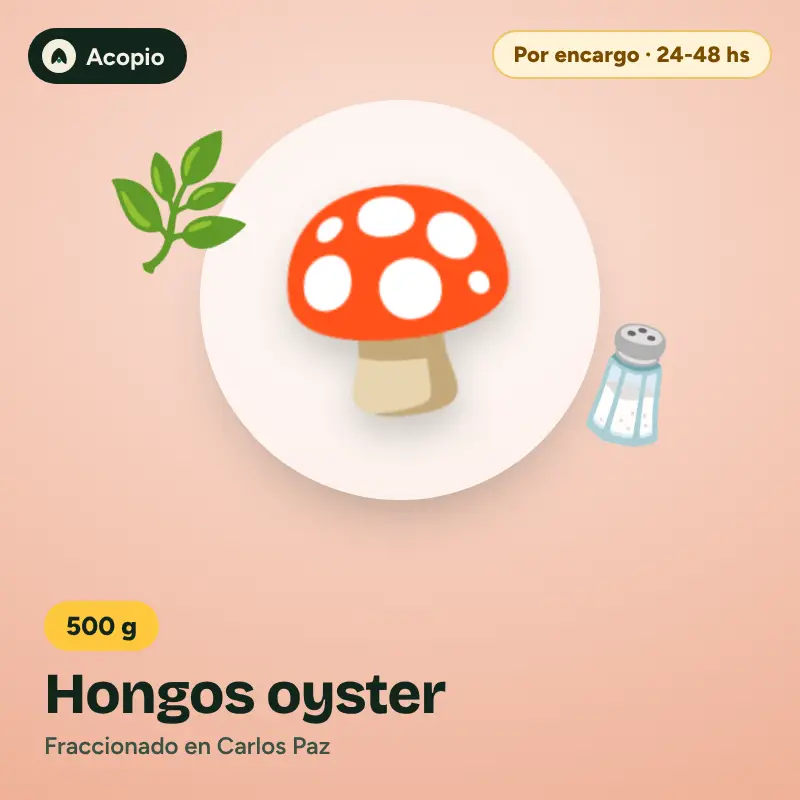 Acopio
Por encargo · 24-48 hs
500 g
Hongos oyster
Fraccionado en Carlos Paz